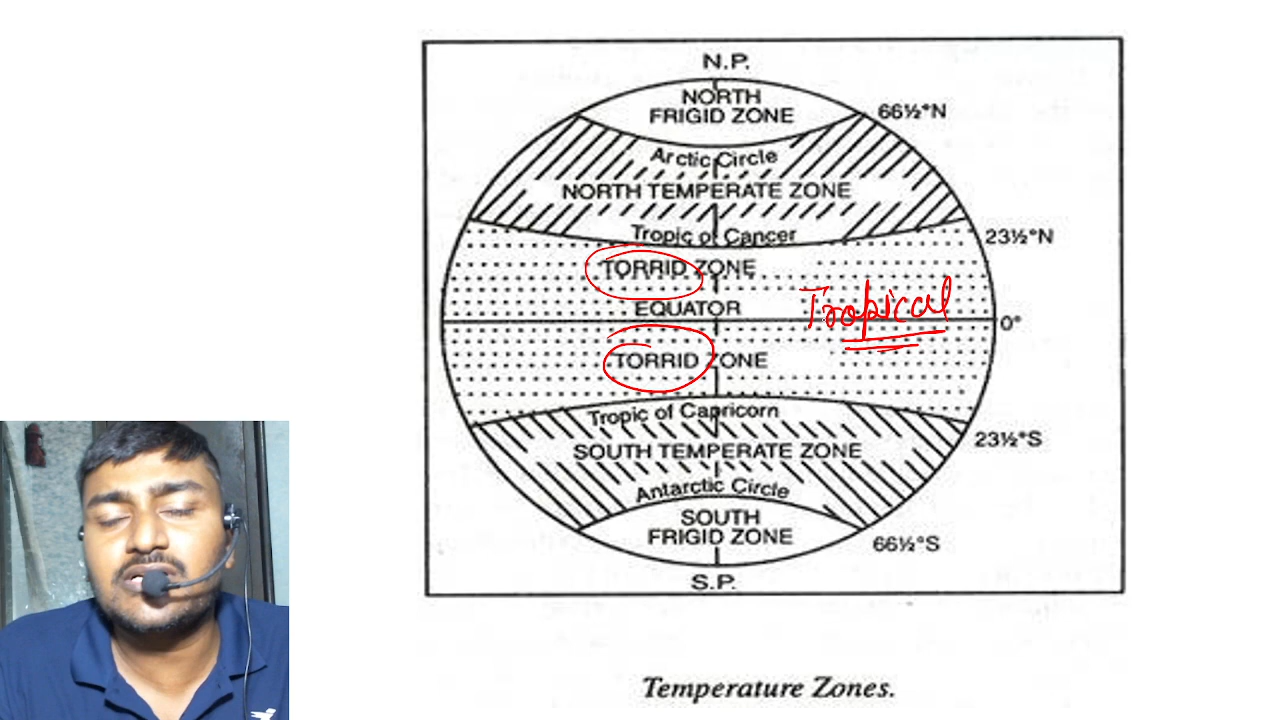 N.P.
NORTH
FRIGID ZONE
66½°N
Arctic Circle
NORTH TEMPERATE ZONE
Tropic of Cancer
23½°N
TORRID ZONE
Tropical
EQUATOR
0°
TORRID ZONE
Tropic of Capricorn
23½°S
SOUTH TEMPERATE ZONE
Antarctic Circle
SOUTH
FRIGID ZONE
66½°S
S.P.
Temperature Zones.